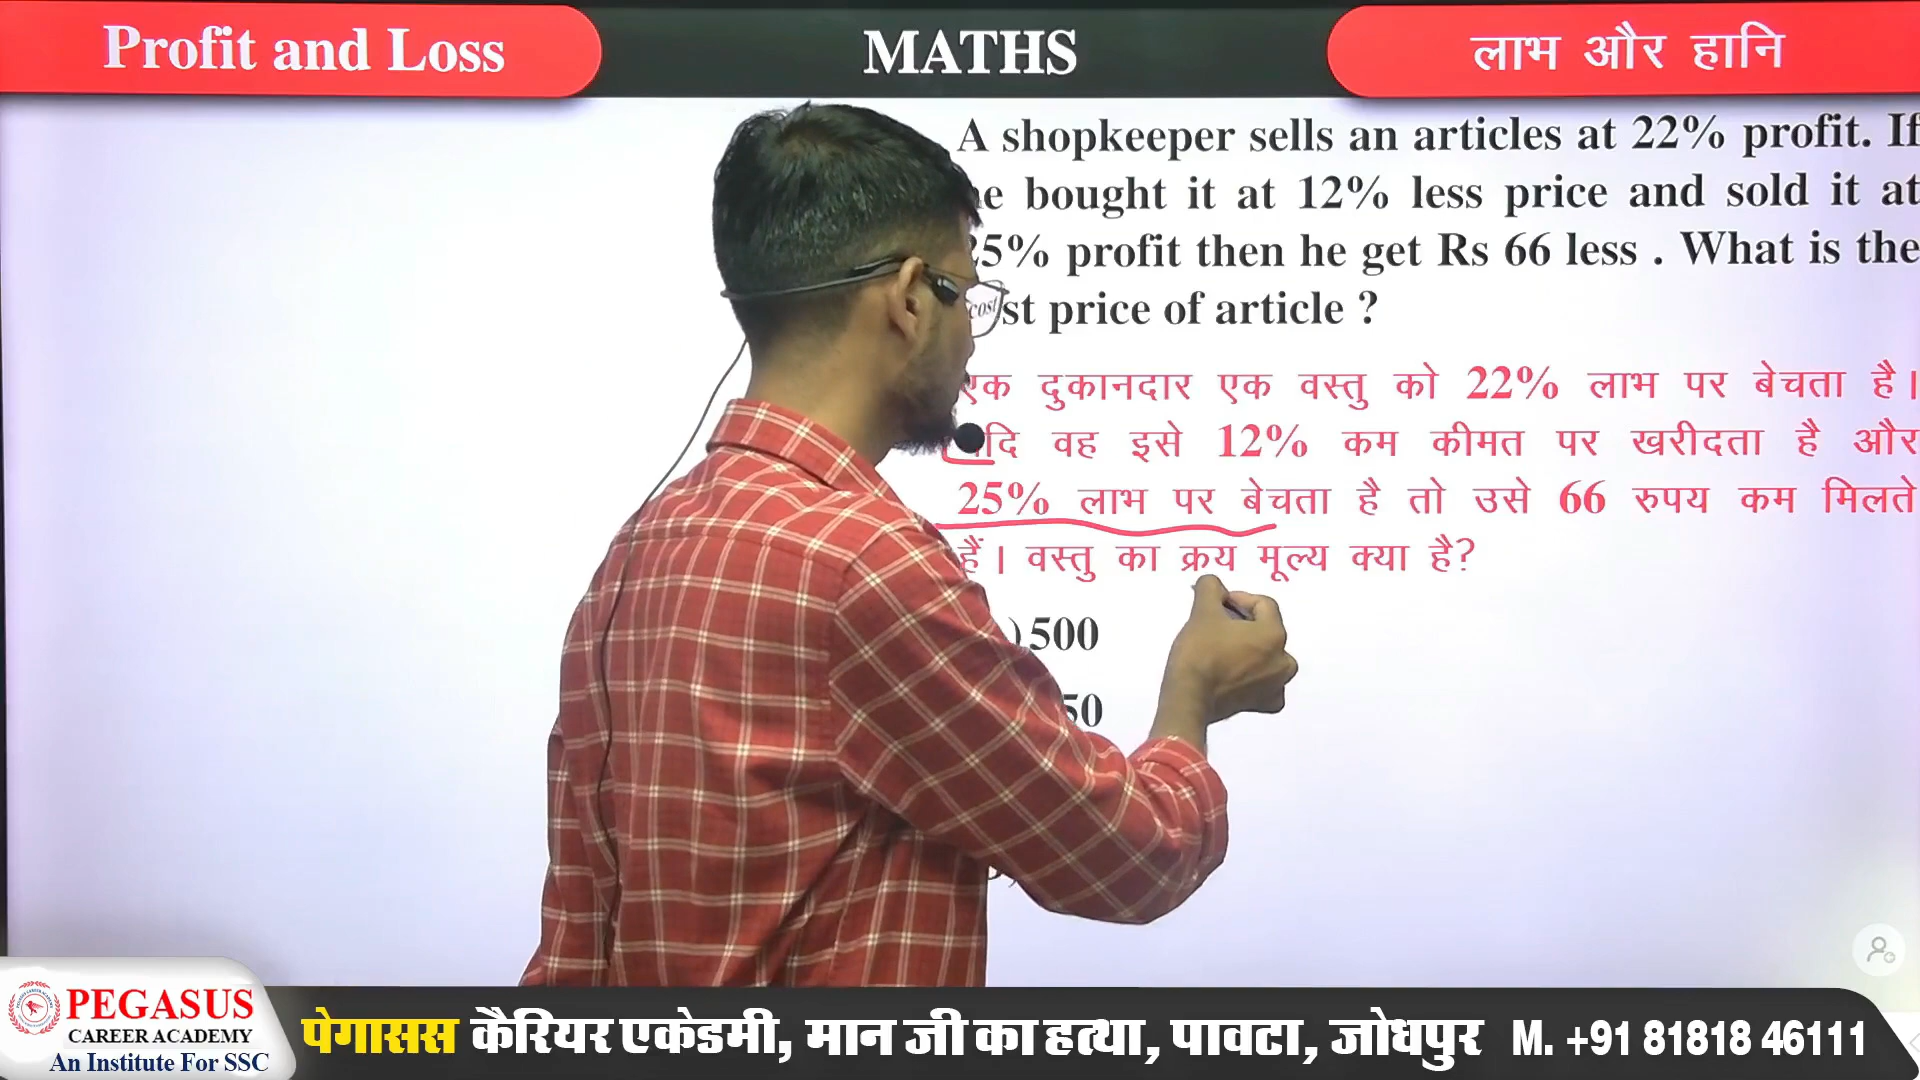 Profit and Loss
MATHS
लाभ और हानि
A shopkeeper sells an articles at 22% profit. If
bought it at 12% less price and sold it at
25% profit then he get Rs 66 less . What is the
cost price of article ?
एक दुकानदार एक वस्तु को 22% लाभ पर बेचता है।
यदि वह इसे 12% कम कीमत पर खरीदता है और
25% लाभ पर बेचता है तो उसे 66 रुपय कम मिलते
हैं। वस्तु का क्रय मूल्य क्या है?
500
PEGASUS
CAREER ACADEMY
An Institute For SSC
पेगासस कैरियर एकेडमी, मान जी का हत्था, पावटा, जोधपुर M. +91 81818 46111